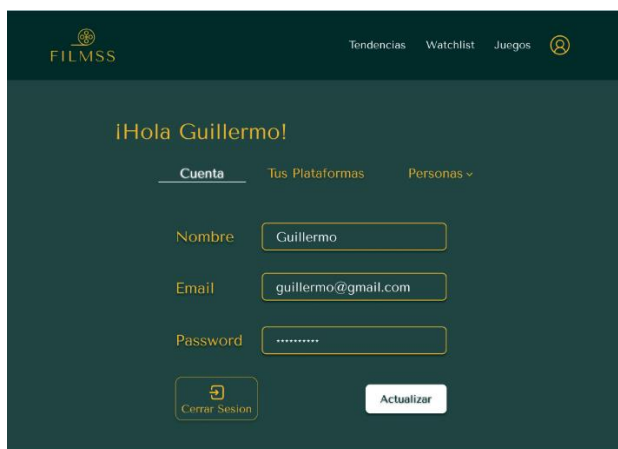 FILMSS
Tendencias Watchlist Juegos
¡Hola Guillermo!
Cuenta Tus Plataformas Personas
Nombre Guillermo
Email guillermo@gmail.com
Password ••••••••••
Cerrar Sesion Actualizar